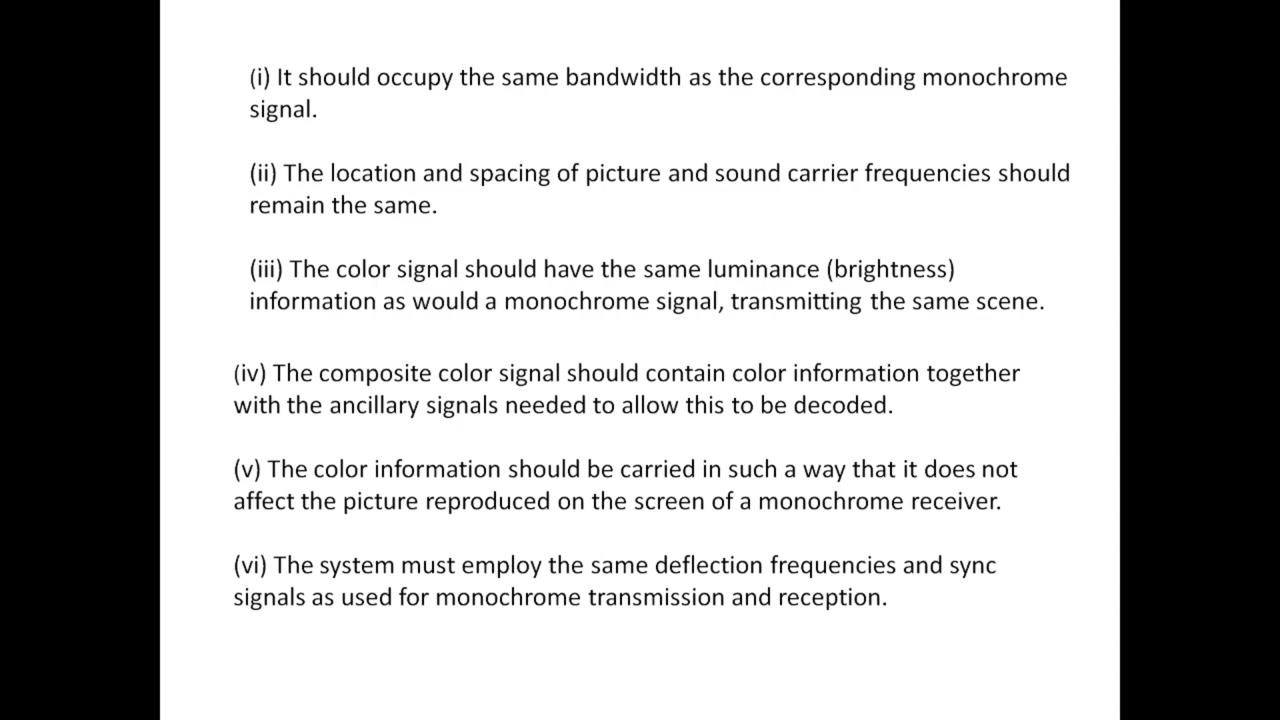 (i) It should occupy the same bandwidth as the corresponding monochrome
signal.
(ii) The location and spacing of picture and sound carrier frequencies should
remain the same.
(iii) The color signal should have the same luminance (brightness)
information as would a monochrome signal, transmitting the same scene.
(iv) The composite color signal should contain color information together
with the ancillary signals needed to allow this to be decoded.
(v) The color information should be carried in such a way that it does not
affect the picture reproduced on the screen of a monochrome receiver.
(vi) The system must employ the same deflection frequencies and sync
signals as used for monochrome transmission and reception.